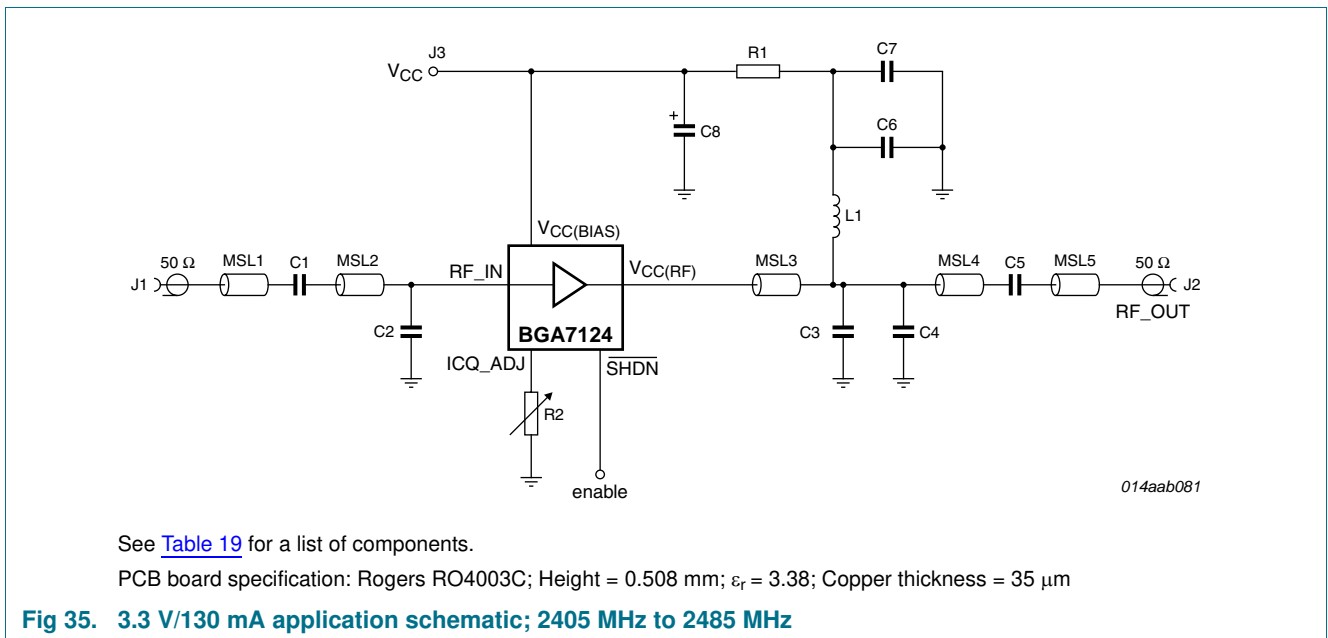 J3
VCC
R1
C7
+
C8
C6
L1
VCC(BIAS)
50 Ω
MSL1
C1
MSL2
RF_IN
VCC(RF)
MSL3
MSL4
C5
MSL5
50 Ω
J1
J2
RF_OUT
C2
BGA7124
C3
C4
ICQ_ADJ
SHDN
R2
enable
014aab081
See Table 19 for a list of components.
PCB board specification: Rogers RO4003C; Height = 0.508 mm; εr = 3.38; Copper thickness = 35 μm
Fig 35. 3.3 V/130 mA application schematic; 2405 MHz to 2485 MHz